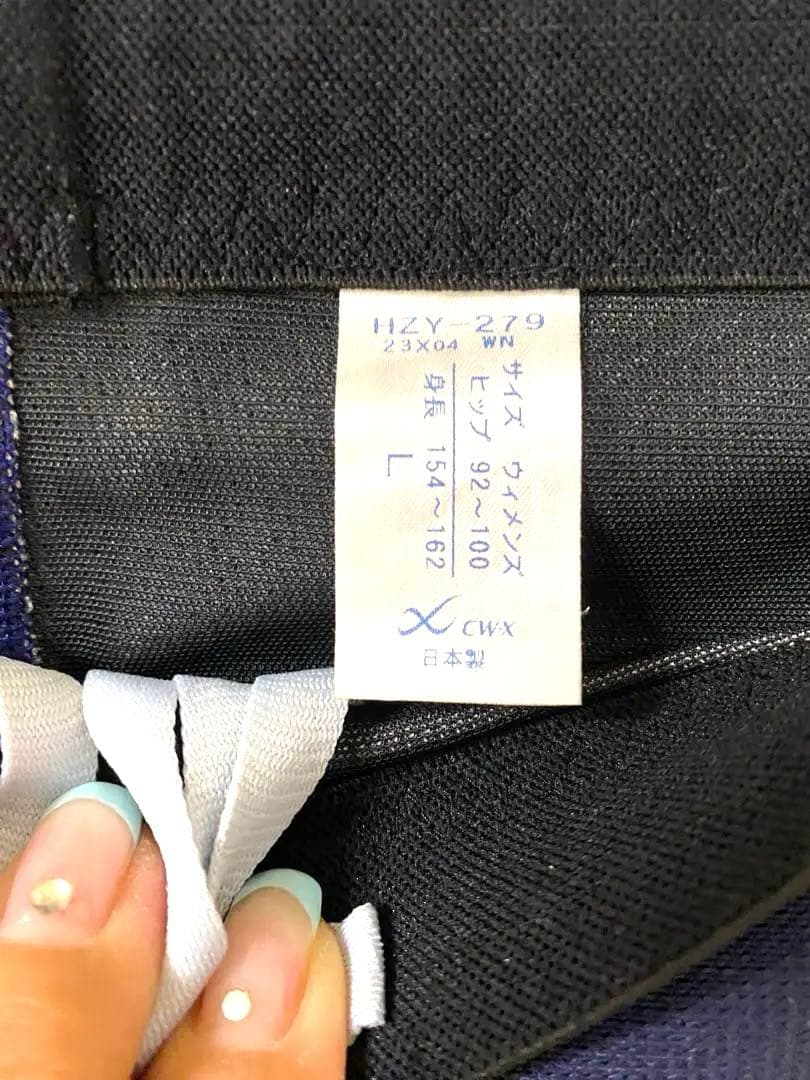 HZY-279
23X04 WN
サイズ ウィメンズ
ヒップ 92～100
身長 154～162
L
CW-X
日本製